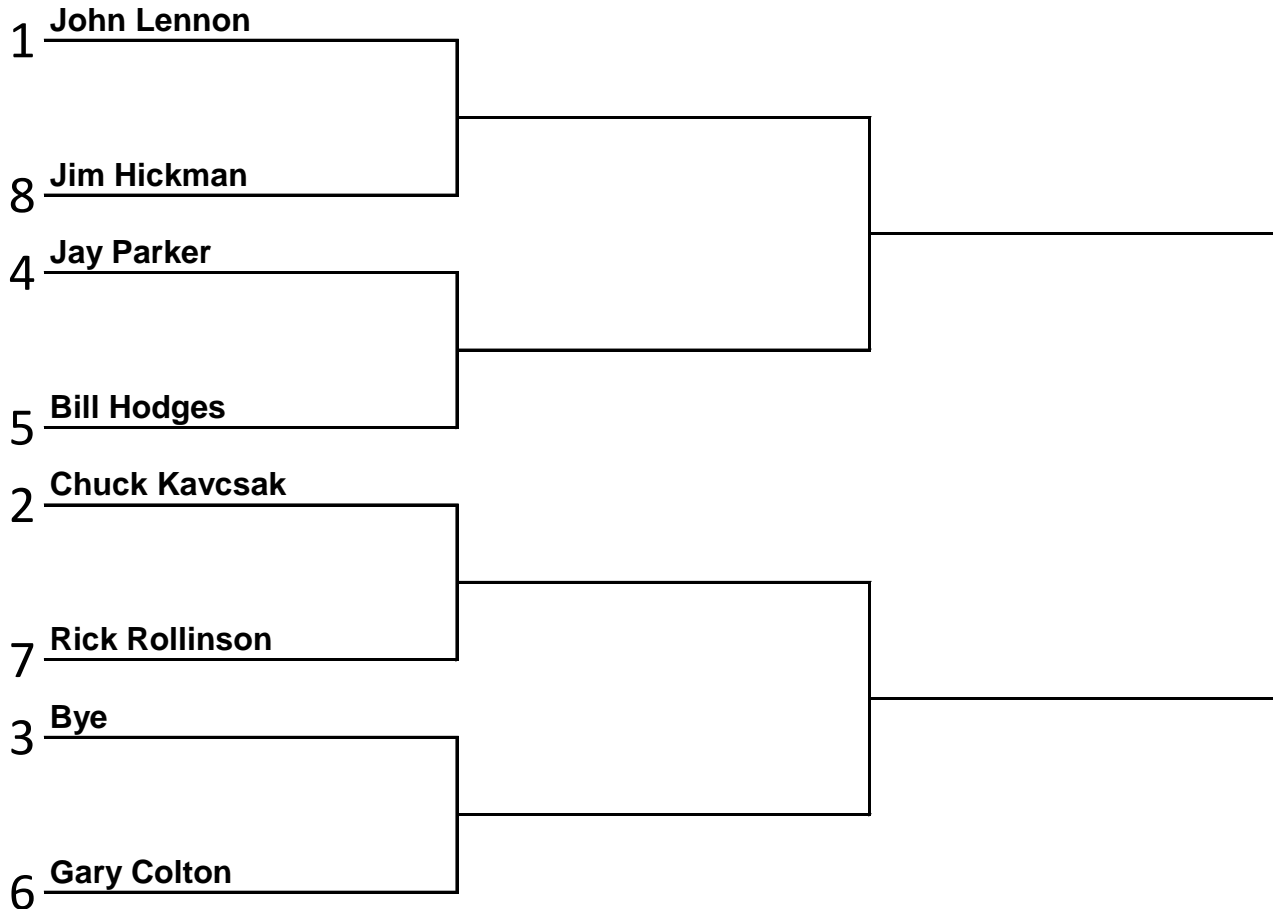 John Lennon
1
Jim Hickman
8
Jay Parker
4
Bill Hodges
5
Chuck Kavcsak
2
Rick Rollinson
7
Bye
3
Gary Colton
6